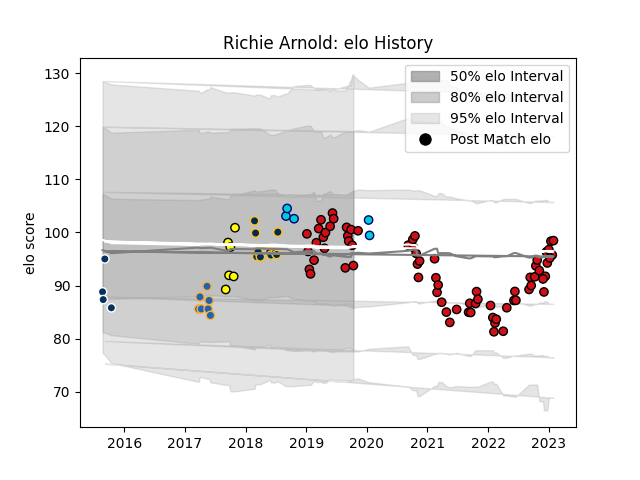 Richie Arnold: elo History
50% elo Interval
80% elo Interval
95% elo Interval
Post Match elo
elo score
130
120
110
100
90
80
70
2016 2017 2018 2019 2020 2021 2022 2023